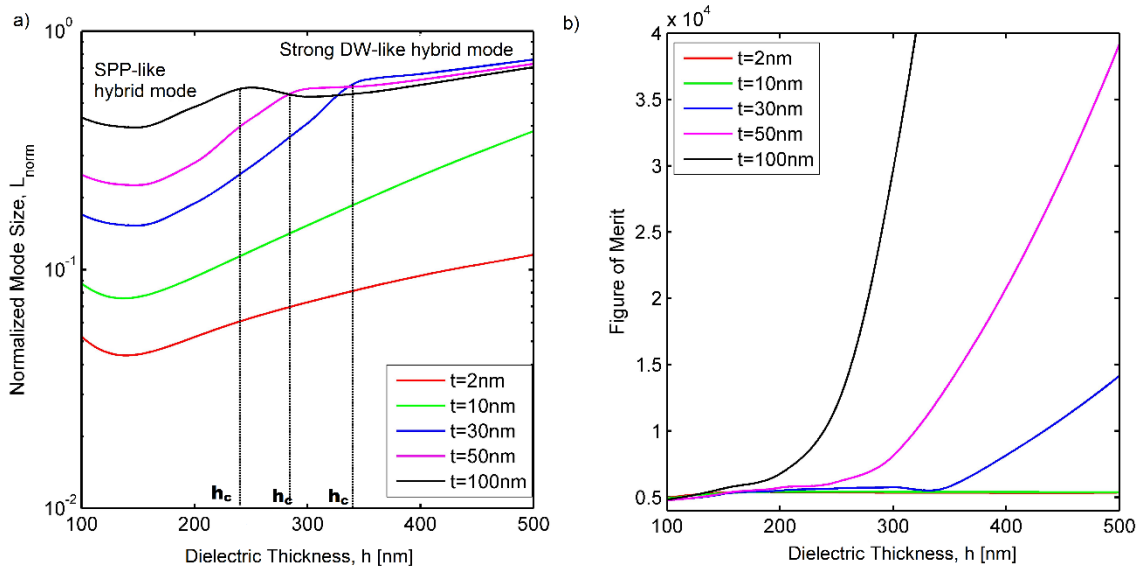 a)
10^0
10^-1
10^-2
Normalized Mode Size, L_norm
SPP-like
hybrid mode
Strong DW-like hybrid mode
t=2nm
t=10nm
t=30nm
t=50nm
t=100nm
h_c
h_c
h_c
100
200
300
400
500
Dielectric Thickness, h [nm]
b)
x 10^4
4
3.5
3
2.5
2
1.5
1
0.5
Figure of Merit
t=2nm
t=10nm
t=30nm
t=50nm
t=100nm
100
200
300
400
500
Dielectric Thickness, h [nm]